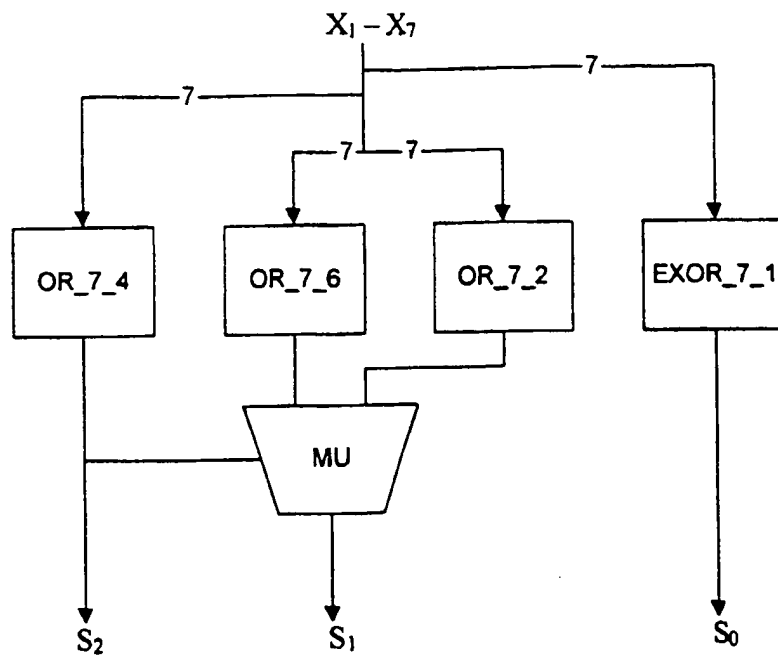 X₁ – X₇
7
7
7 7
OR_7_4
OR_7_6
OR_7_2
EXOR_7_1
MU
S₂
S₁
S₀